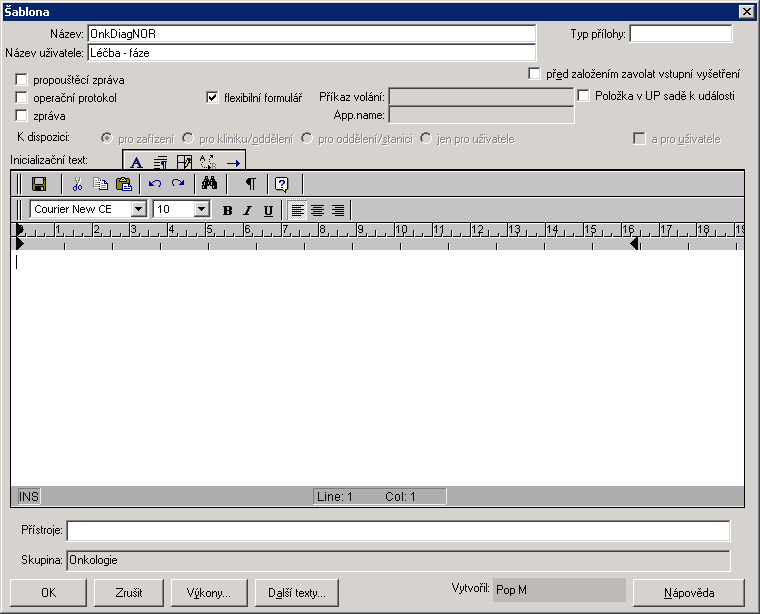 Šablona
Název: OnkDiagNOR Typ přílohy:
Název uživatele: Léčba - fáze
propouštěcí zpráva před založením zavolat vstupní vyšetření
operační protokol flexibilní formulář Příkaz volání: Položka v UP sadě k události
zpráva App.name:
K dispozici: pro zařízení pro kliniku/oddělení pro oddělení/stanici jen pro uživatele a pro uživatele
Inicializační text:
Courier New CE 10 B I U
1 2 3 4 5 6 7 8 9 10 11 12 13 14 15 16 17 18 19
INS Line: 1 Col: 1
Přístroje:
Skupina: Onkologie
OK Zrušit Výkony... Další texty... Vytvořil: Pop M Nápověda